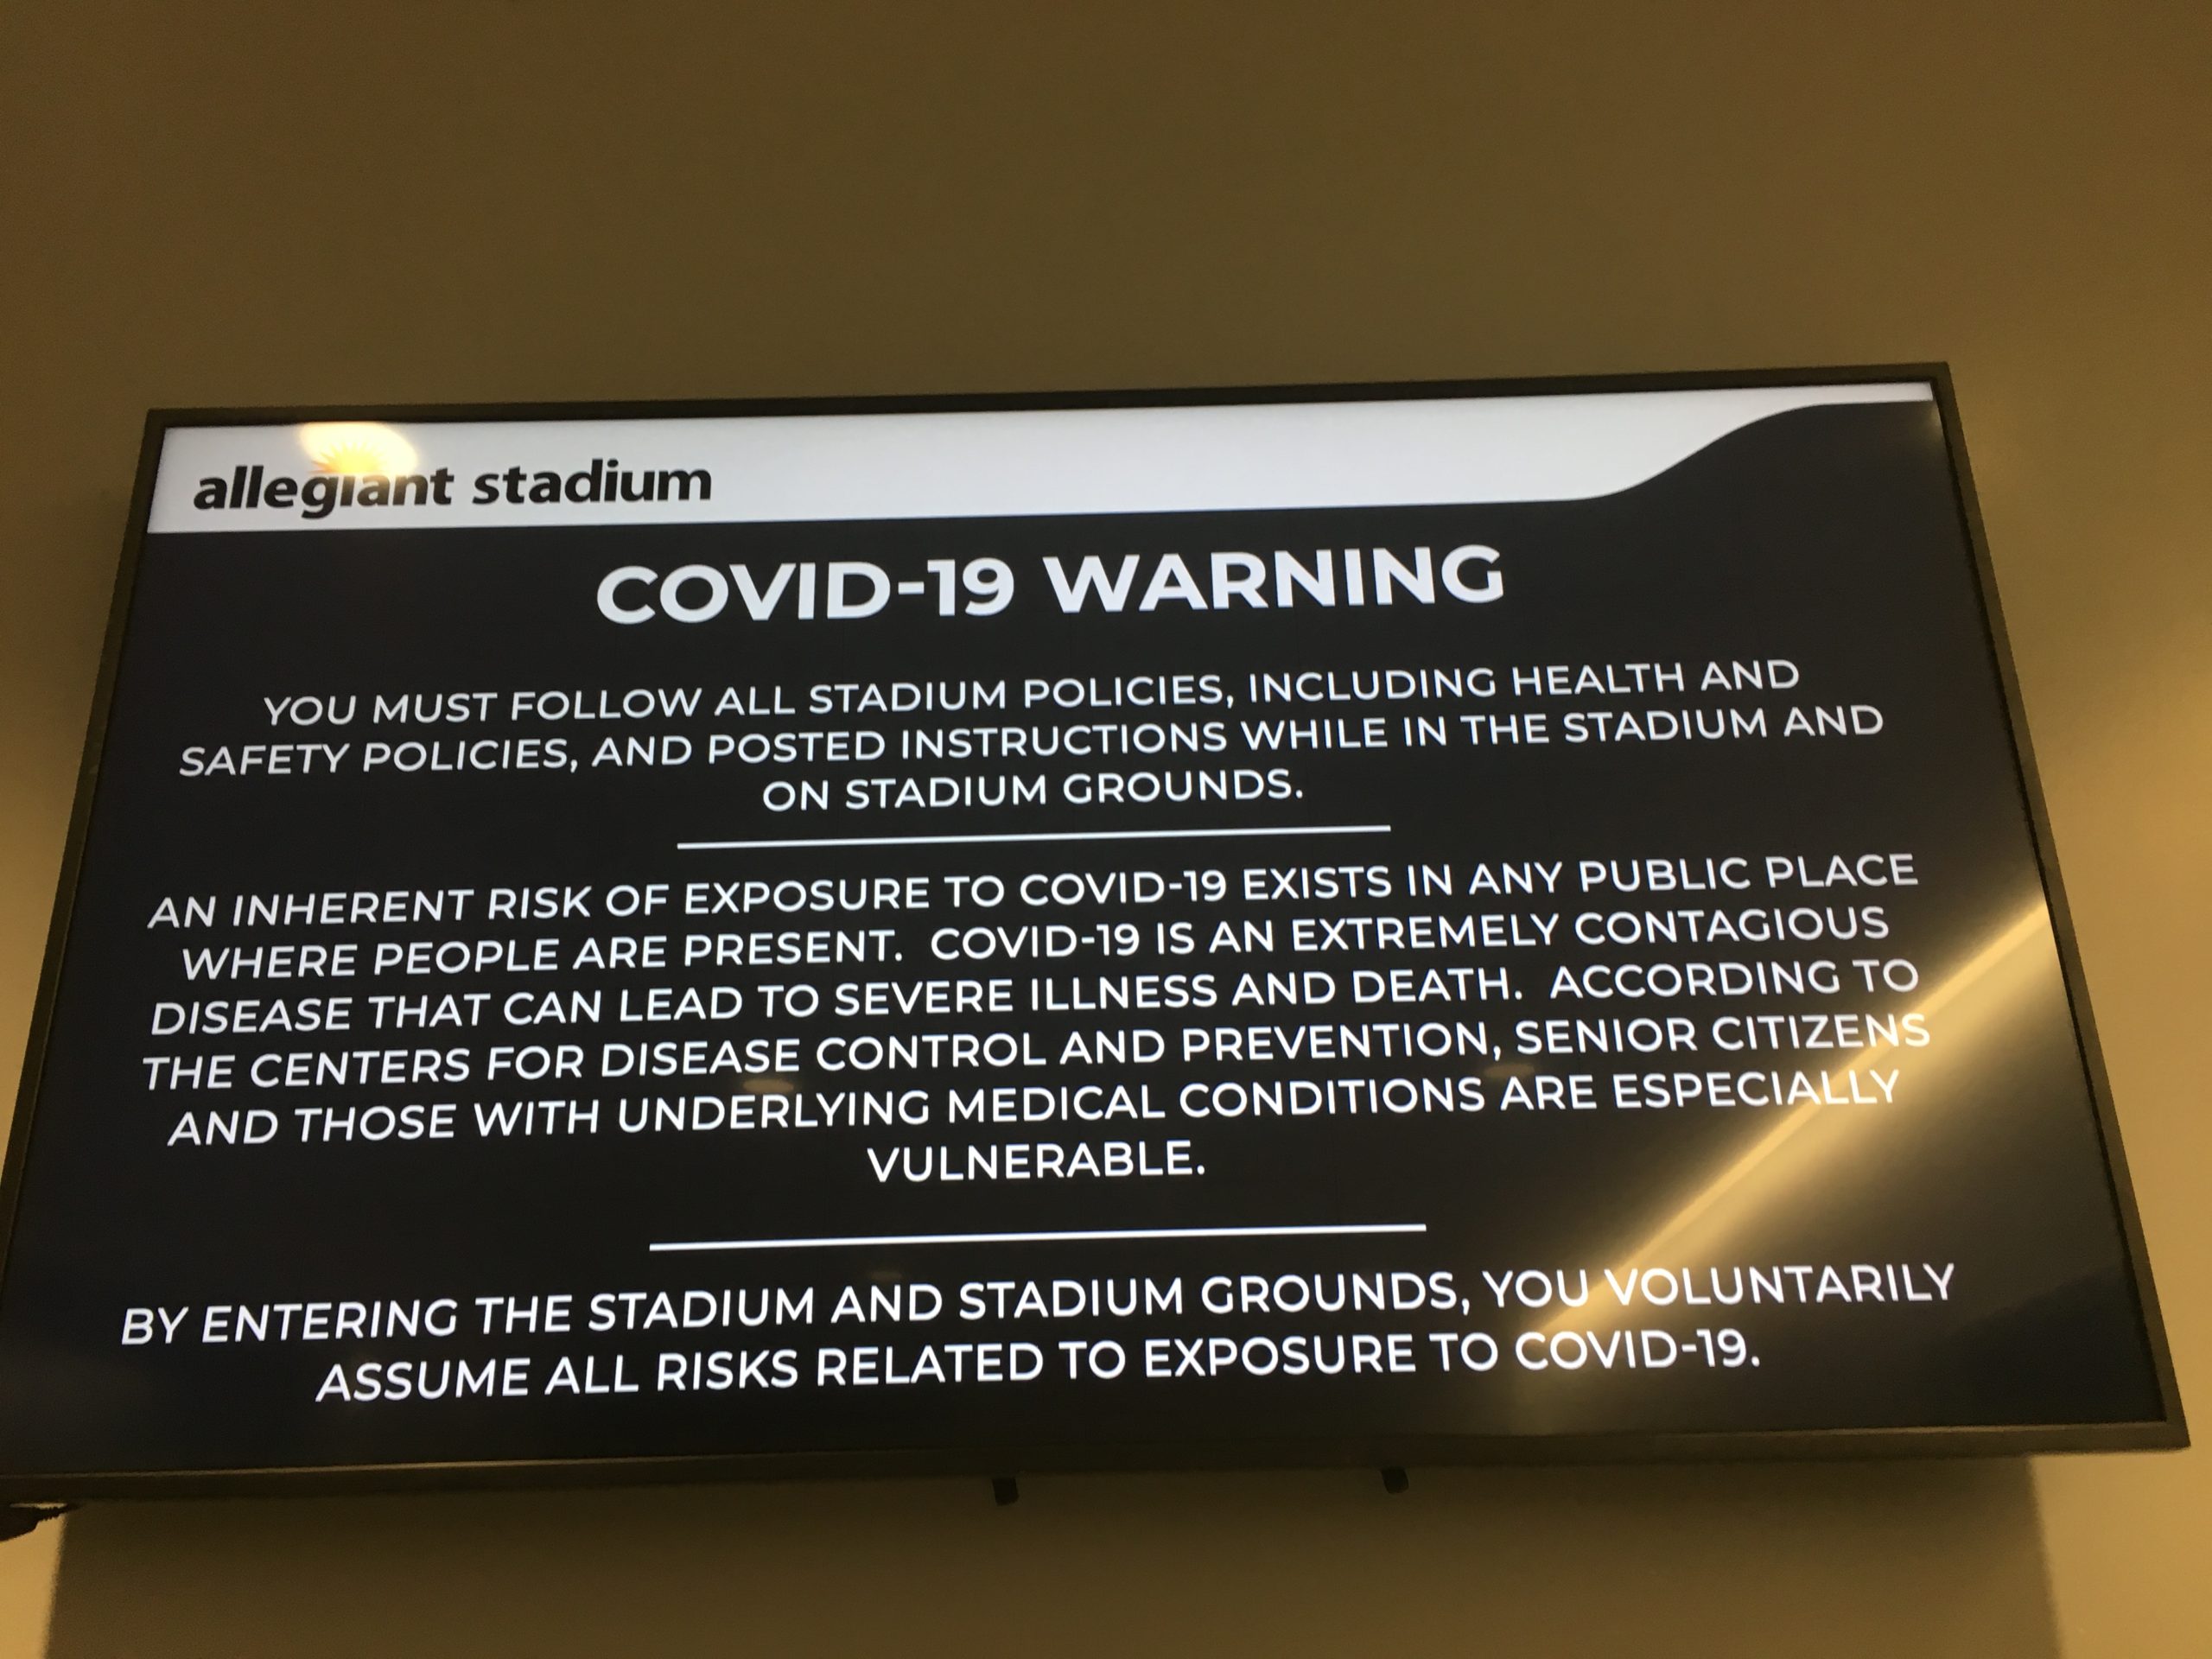 allegiant stadium
COVID-19 WARNING
YOU MUST FOLLOW ALL STADIUM POLICIES, INCLUDING HEALTH AND
SAFETY POLICIES, AND POSTED INSTRUCTIONS WHILE IN THE STADIUM AND
ON STADIUM GROUNDS.
AN INHERENT RISK OF EXPOSURE TO COVID-19 EXISTS IN ANY PUBLIC PLACE
WHERE PEOPLE ARE PRESENT. COVID-19 IS AN EXTREMELY CONTAGIOUS
DISEASE THAT CAN LEAD TO SEVERE ILLNESS AND DEATH. ACCORDING TO
THE CENTERS FOR DISEASE CONTROL AND PREVENTION, SENIOR CITIZENS
AND THOSE WITH UNDERLYING MEDICAL CONDITIONS ARE ESPECIALLY
VULNERABLE.
BY ENTERING THE STADIUM AND STADIUM GROUNDS, YOU VOLUNTARILY
ASSUME ALL RISKS RELATED TO EXPOSURE TO COVID-19.